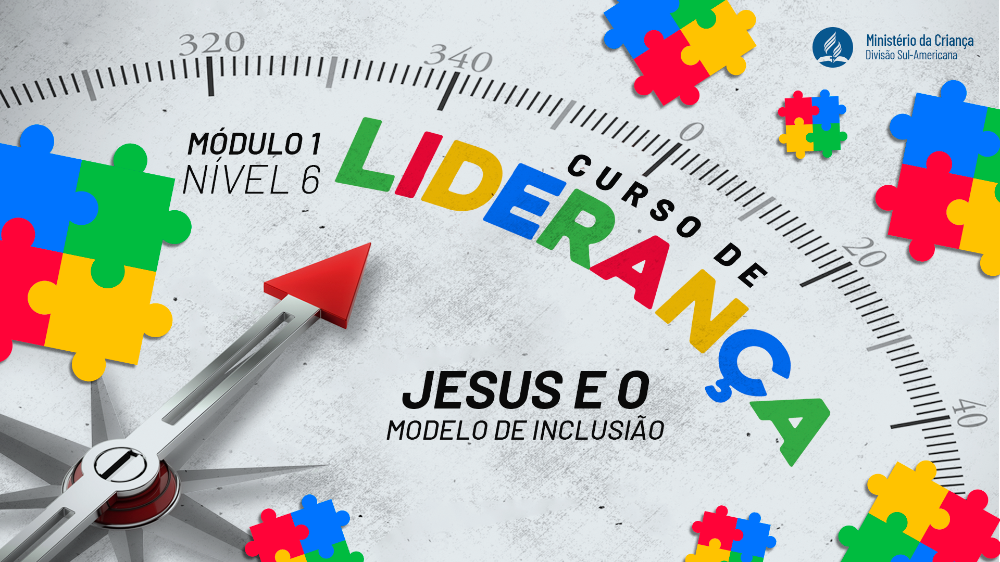 320
340
0
20
40
Ministério da Criança
Divisão Sul-Americana
MÓDULO 1
NÍVEL 6
CURSO DE
LIDERANÇA
JESUS E O
MODELO DE INCLUSIÃO